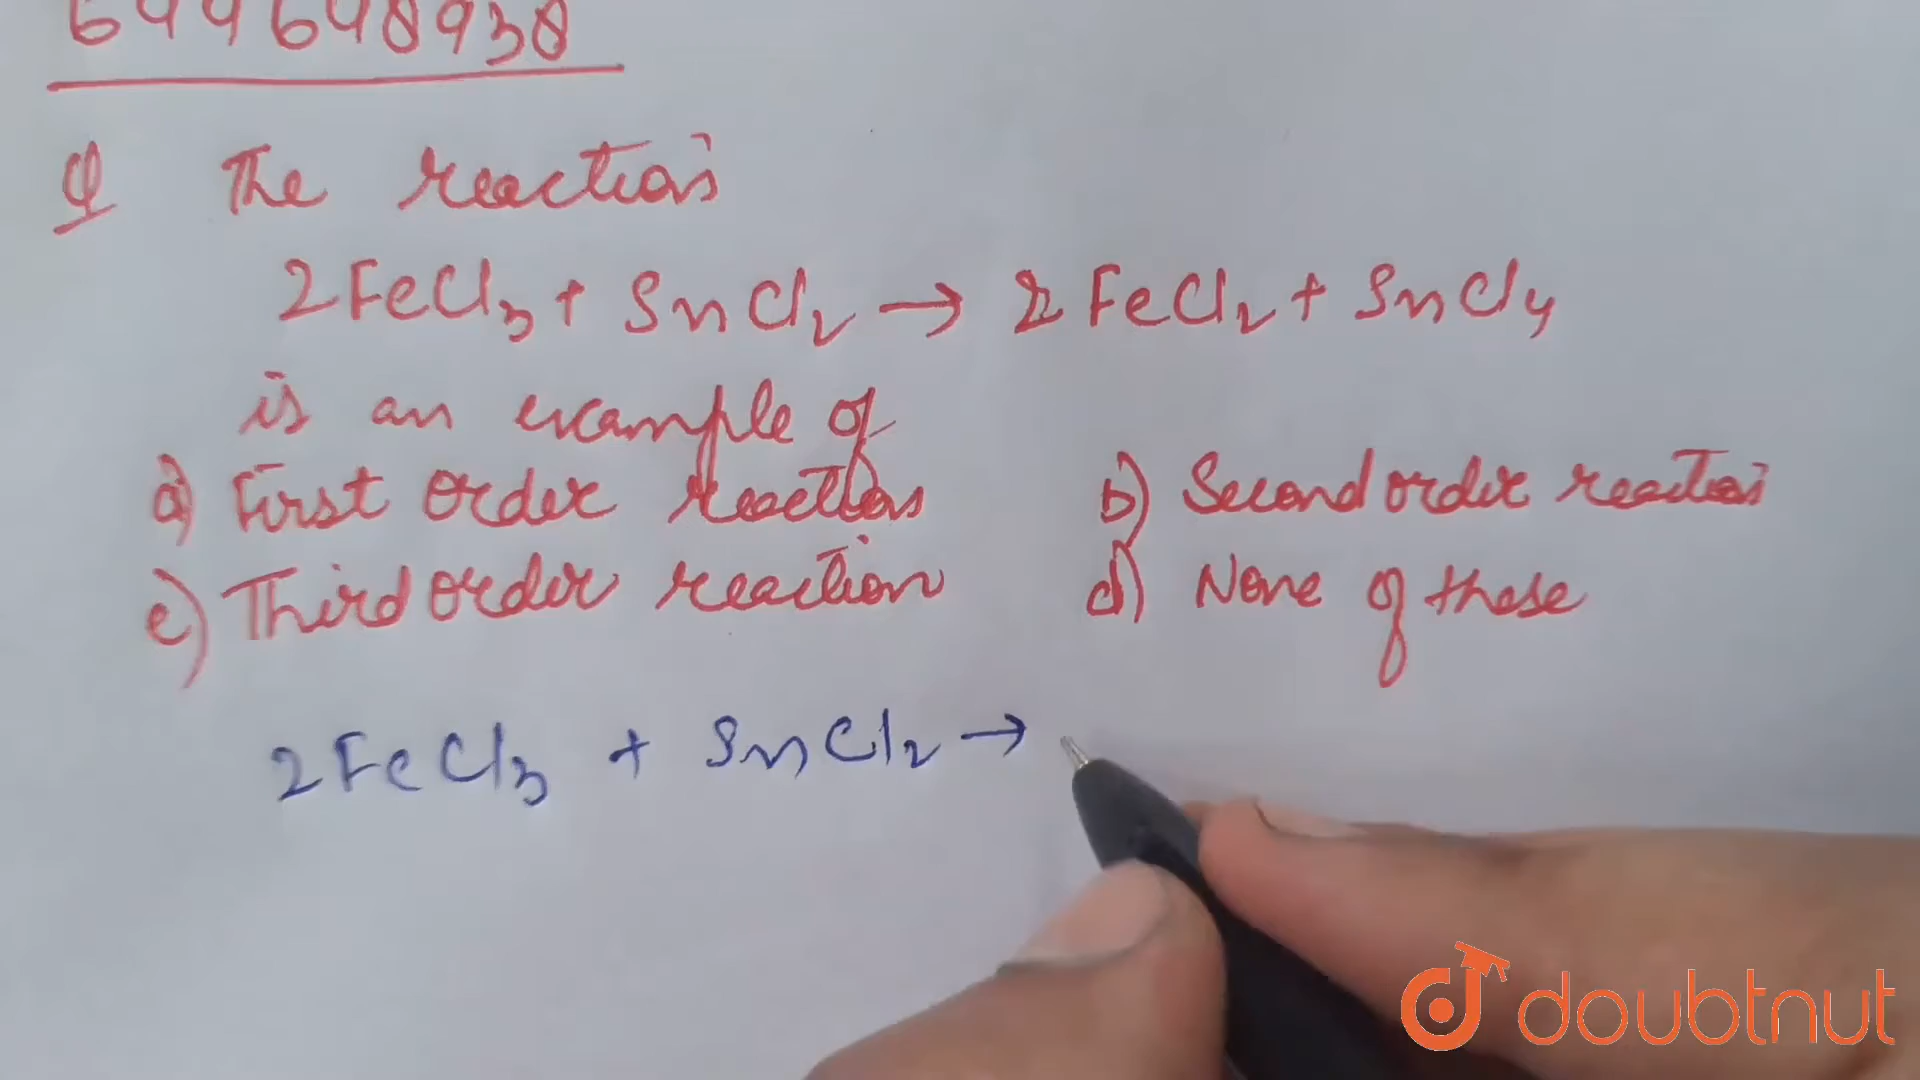 644648938
Q The reaction
2FeCl3 + SnCl2 → 2FeCl2 + SnCl4
is an example of
a) First order reaction b) Second order reaction
c) Third order reaction d) None of these
2FeCl3 + SnCl2 →
doubtnut